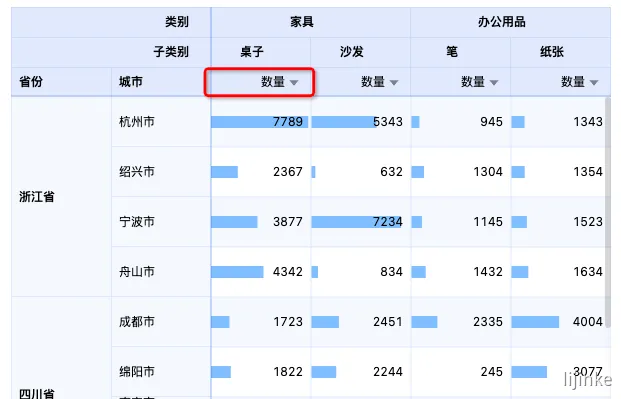 类别 家具 办公用品
子类别 桌子 沙发 笔 纸张
省份 城市 数量 数量 数量 数量
杭州市 7789 5343 945 1343
绍兴市 2367 632 1304 1354
浙江省
宁波市 3877 7234 1145 1523
舟山市 4342 834 1432 1634
成都市 1723 2451 2335 4004
绵阳市 1822 2244 245 3077
四川省
lijinke